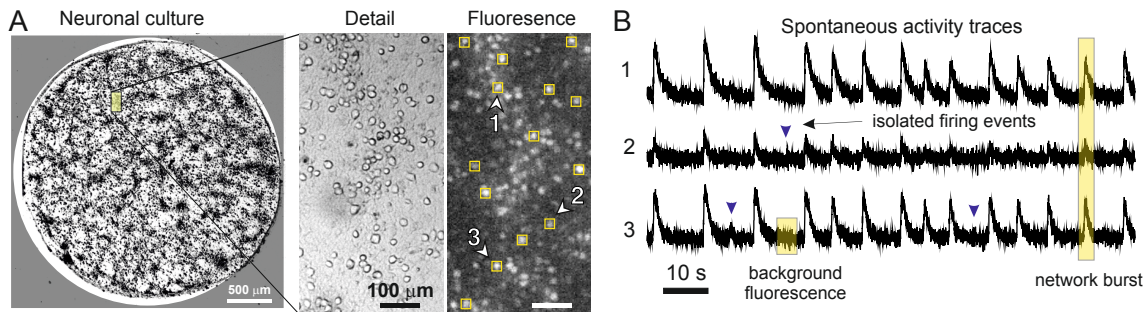 A
Neuronal culture
Detail
Fluoresence
500 μm
100 μm
1
2
3
B
Spontaneous activity traces
1
isolated firing events
2
3
10 s
background
fluorescence
network burst